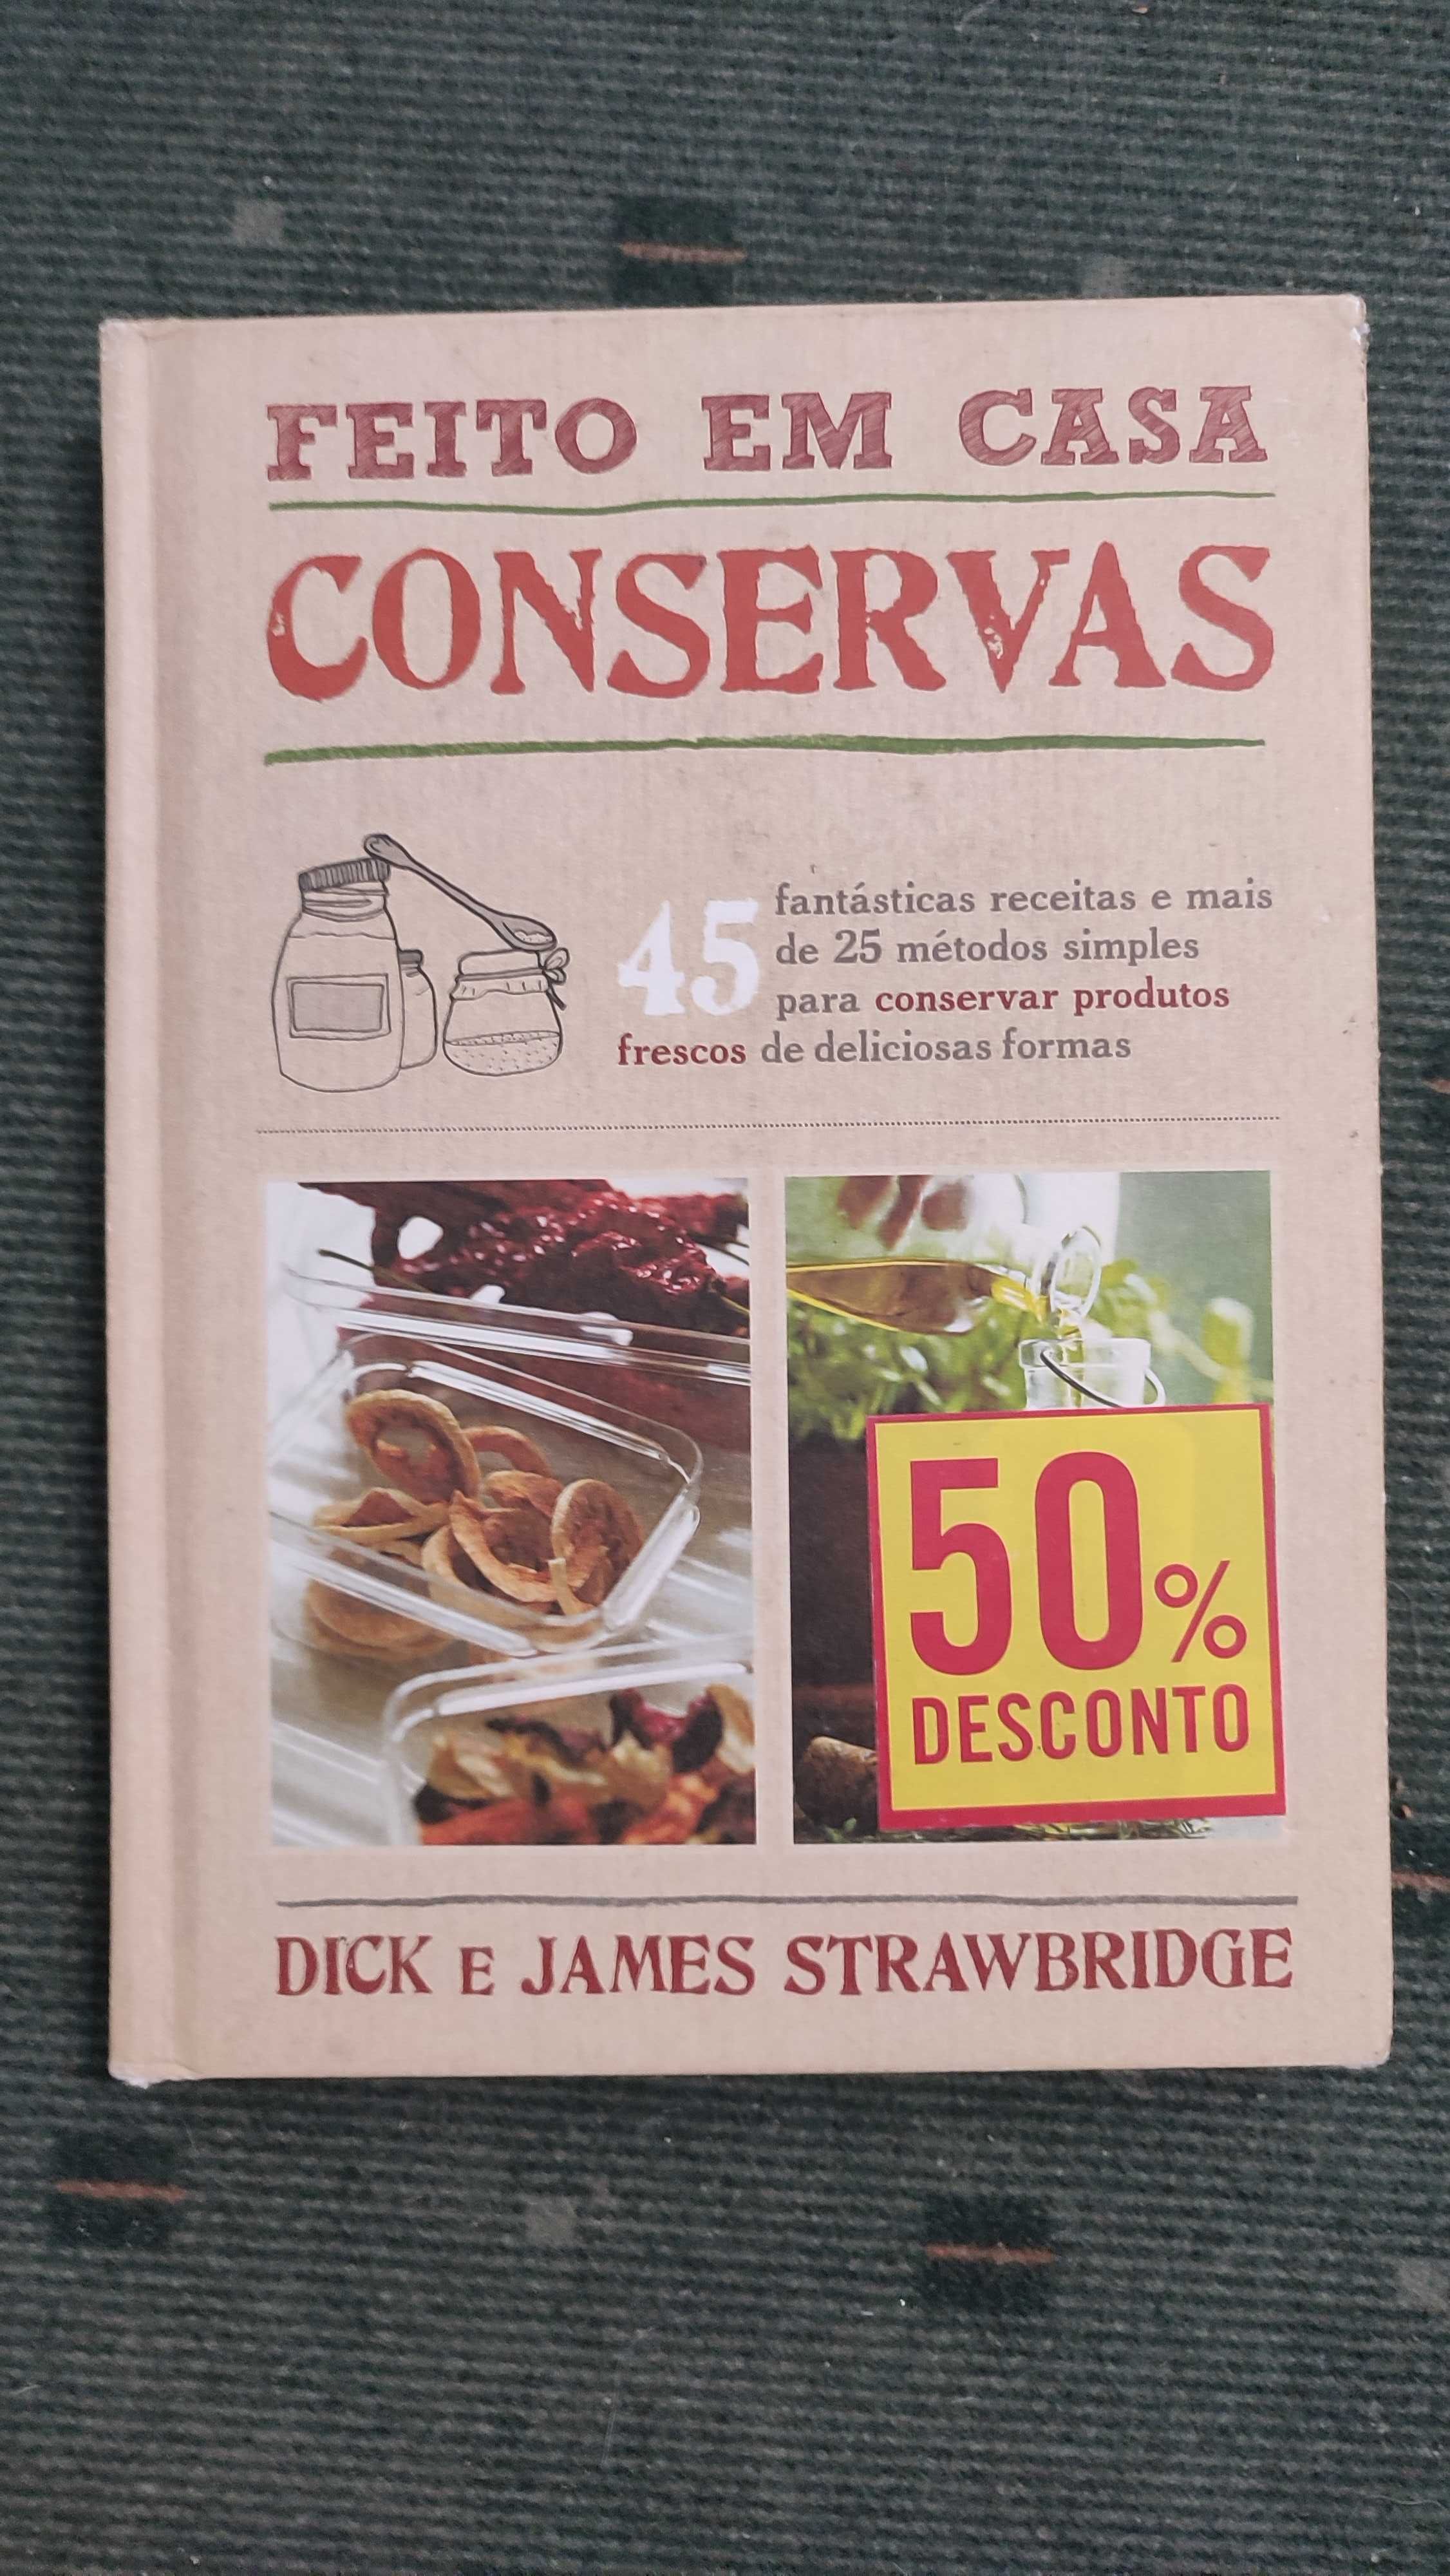 FEITO EM CASA
CONSERVAS
45 fantásticas receitas e mais
de 25 métodos simples
para conservar produtos
frescos de deliciosas formas
50%
DESCONTO
DICK E JAMES STRAWBRIDGE